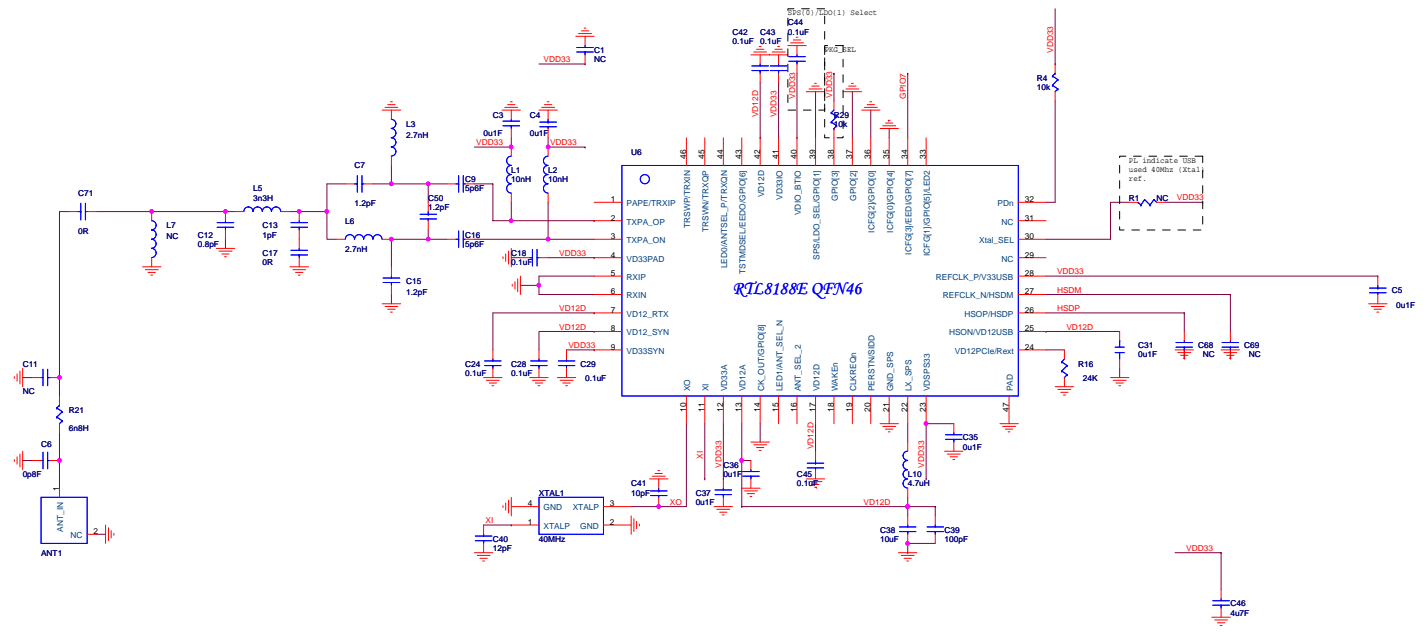 SPS(0)/LDO(1) Select
C44
0.1uF
C42
0.1uF
C43
0.1uF
PKG_SEL
VDD33
C1
NC
VDD33
VD12D
VDD33
VDD33
VDD33
R29
10k
GPIO7
R4
10k
L3
2.7nH
C3
0u1F
C4
0u1F
VDD33
VDD33
L1
10nH
L2
10nH
U6
PL indicate USB
used 40Mhz (Xtal
ref.
VDD33
R1
NC
C71
0R
L7
NC
C12
0.8pF
L5
3n3H
C13
1pF
C17
0R
C7
1.2pF
L6
2.7nH
C50
1.2pF
C15
1.2pF
C9
5p6F
C16
5p6F
C18
0.1uF
VDD33
46
TRSWP/TRXIN
45
TRSWN/TRXQP
44
LED0/ANTSEL_P/TRXQN
43
TSTMDSEL/EEDO/GPIO[6]
42
VD12D
41
VD33IO
40
VDIO_BTIO
39
SPS/LDO_SEL/GPIO[1]
38
GPIO[3]
37
GPIO[2]
36
ICFG[2]/GPIO[0]
35
ICFG[0]/GPIO[4]
34
ICFG[3]/EEDI/GPIO[7]
33
ICFG[1]/GPIO[5]/LED2
1
PAPE/TRXIP
2
TXPA_OP
3
TXPA_ON
4
VD33PAD
5
RXIP
6
RXIN
7
VD12_RTX
8
VD12_SYN
9
VD33SYN
RTL8188E QFN46
PDn
32
NC
31
Xtal_SEL
30
NC
29
REFCLK_P/V33USB
28
REFCLK_N/HSDM
27
HSOP/HSDP
26
HSON/VD12USB
25
VD12PCIe/Rext
24
VDD33
HSDM
HSDP
VD12D
C5
0u1F
C31
0u1F
C68
NC
C69
NC
R16
24K
VD12D
VD12D
VDD33
C24
0.1uF
C28
0.1uF
C29
0.1uF
XO
10
XI
11
VD33A
12
VD12A
13
CK_OUT/GPIO[8]
14
LED1/ANT_SEL_N
15
ANT_SEL_2
16
VD12D
17
WAKEn
18
CLKREQn
19
PERSTN/SIDD
20
GND_SPS
21
LX_SPS
22
VDSPS33
23
PAD
47
C11
NC
R21
6n8H
C6
0p8F
1
ANT_IN
NC
2
ANT1
XI
VDD33
C36
0u1F
C37
0u1F
VD12D
C45
0.1uF
VDD33
C35
0u1F
L10
4.7uH
VD12D
C38
10uF
C39
100pF
C41
10pF
XO
XTAL1
4
GND
XTALP
3
1
XTALP
GND
2
40MHz
XI
C40
12pF
VDD33
C46
4u7F